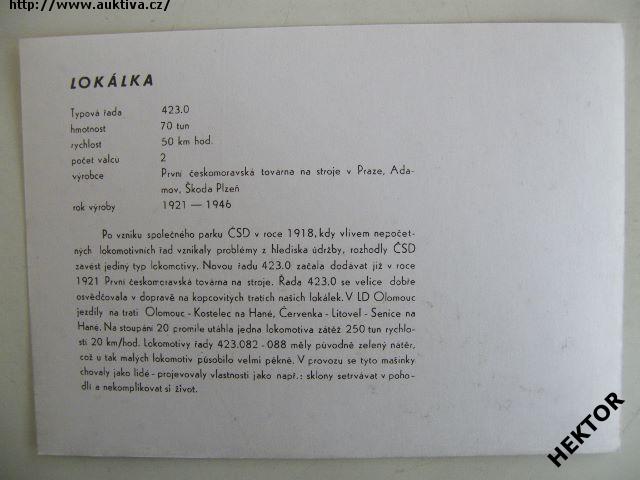 http://www.auktiva.cz/
LOKÁLKA
Typová řada 423.0
hmotnost 70 tun
rychlost 50 km hod.
počet válců 2
výrobce První českomoravská továrna na stroje v Praze, Ada-
mov, Škoda Plzeň
rok výroby 1921 — 1946
Po vzniku společného parku ČSD v roce 1918, kdy vlivem nepočet-
ných lokomotivních řad vznikaly problémy z hlediska údržby, rozhodly ČSD
zavést jediný typ lokomotivy. Novou řadu 423.0 začala dodávat již v roce
1921 První českomoravská továrna na stroje. Řada 423.0 se velice dobře
osvědčovala v dopravě na kopcovitých tratích našich lokálek. V LD Olomouc
jezdily na trati Olomouc - Kostelec na Hané, Červenka - Litovel - Senice na
Hané. Na stoupání 20 promile utáhla jedna lokomotiva zátěž 250 tun rychlo-
sti 20 km/hod. Lokomotivy řady 423.082 - 088 měly původně zelený nátěr,
což u tak malých lokomotiv působilo velmi pěkně. V provozu se tyto mašinky
chovaly jako lidé - projevovaly vlastnosti jako např.: sklony setrvávat v poho-
dlí a nekomplikovat si život.
HEKTOR